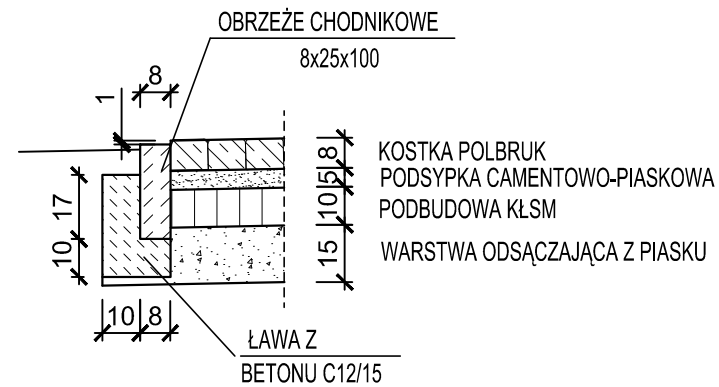 OBRZEŻE CHODNIKOWE
8x25x100
8
1
8
KOSTKA POLBRUK
5
PODSYPKA CAMENTOWO-PIASKOWA
17
10
PODBUDOWA KŁSM
10
15
WARSTWA ODSĄCZAJĄCA Z PIASKU
10
8
ŁAWA Z
BETONU C12/15